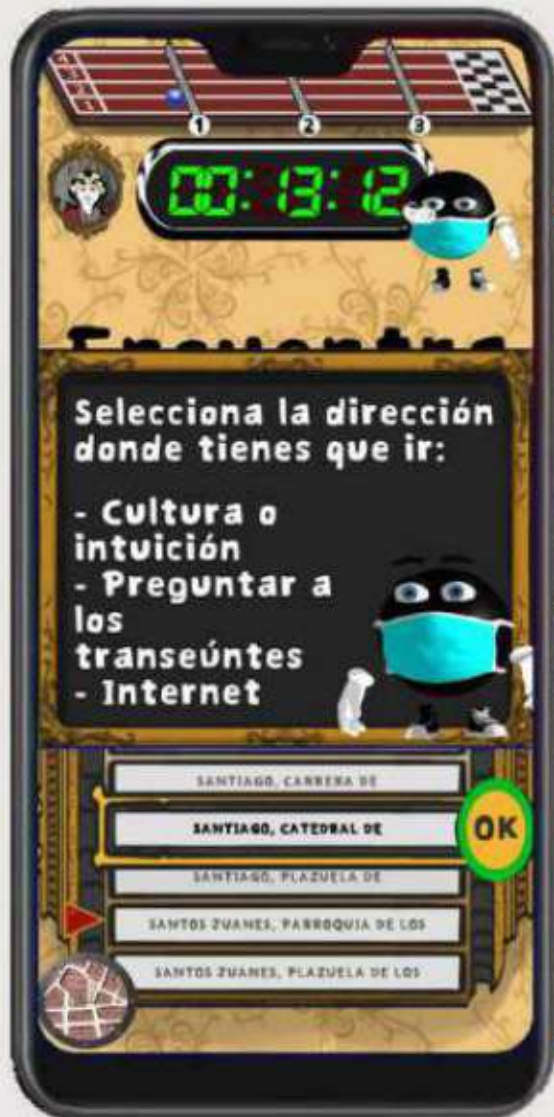 1 2 3
00:13:12
Encuentra
Selecciona la dirección
donde tienes que ir:
- Cultura o
intuición
- Preguntar a
los
transeúntes
- Internet
SANTIAGO, CARRERA DE
SANTIAGO, CATEDRAL DE
OK
SANTIAGO, PLAZUELA DE
SANTOS JUANES, PARROQUIA DE LOS
SANTOS JUANES, PLAZUELA DE LOS